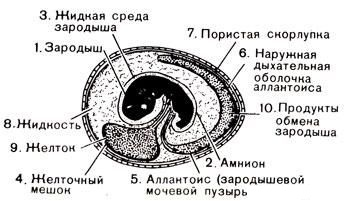 3. Жидкая среда
зародыша
1. Зародыш
7. Пористая скорлупка
6. Наружная
дыхательная
оболочка
аллантоиса
10. Продукты
обмена
зародыша
8. Жидкость
9. Желток
2. Амнион
4. Желточный
мешок
5. Аллантоис (зародышевой
мочевой пузырь